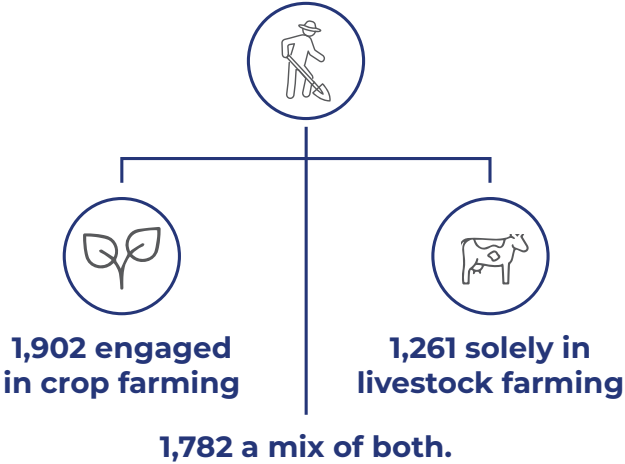 1,902 engaged
in crop farming
1,261 solely in
livestock farming
1,782 a mix of both.